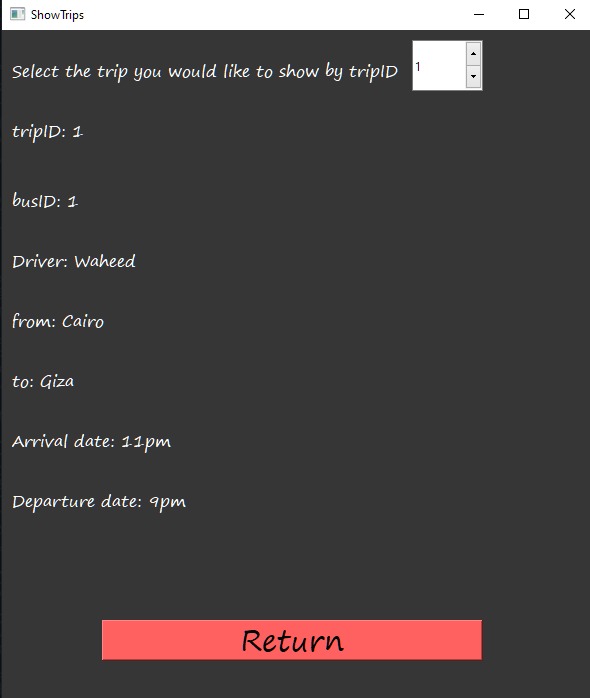 ShowTrips
Select the trip you would like to show by tripID 1
tripID: 1
busID: 1
Driver: Waheed
from: Cairo
to: Giza
Arrival date: 11pm
Departure date: 9pm
Return